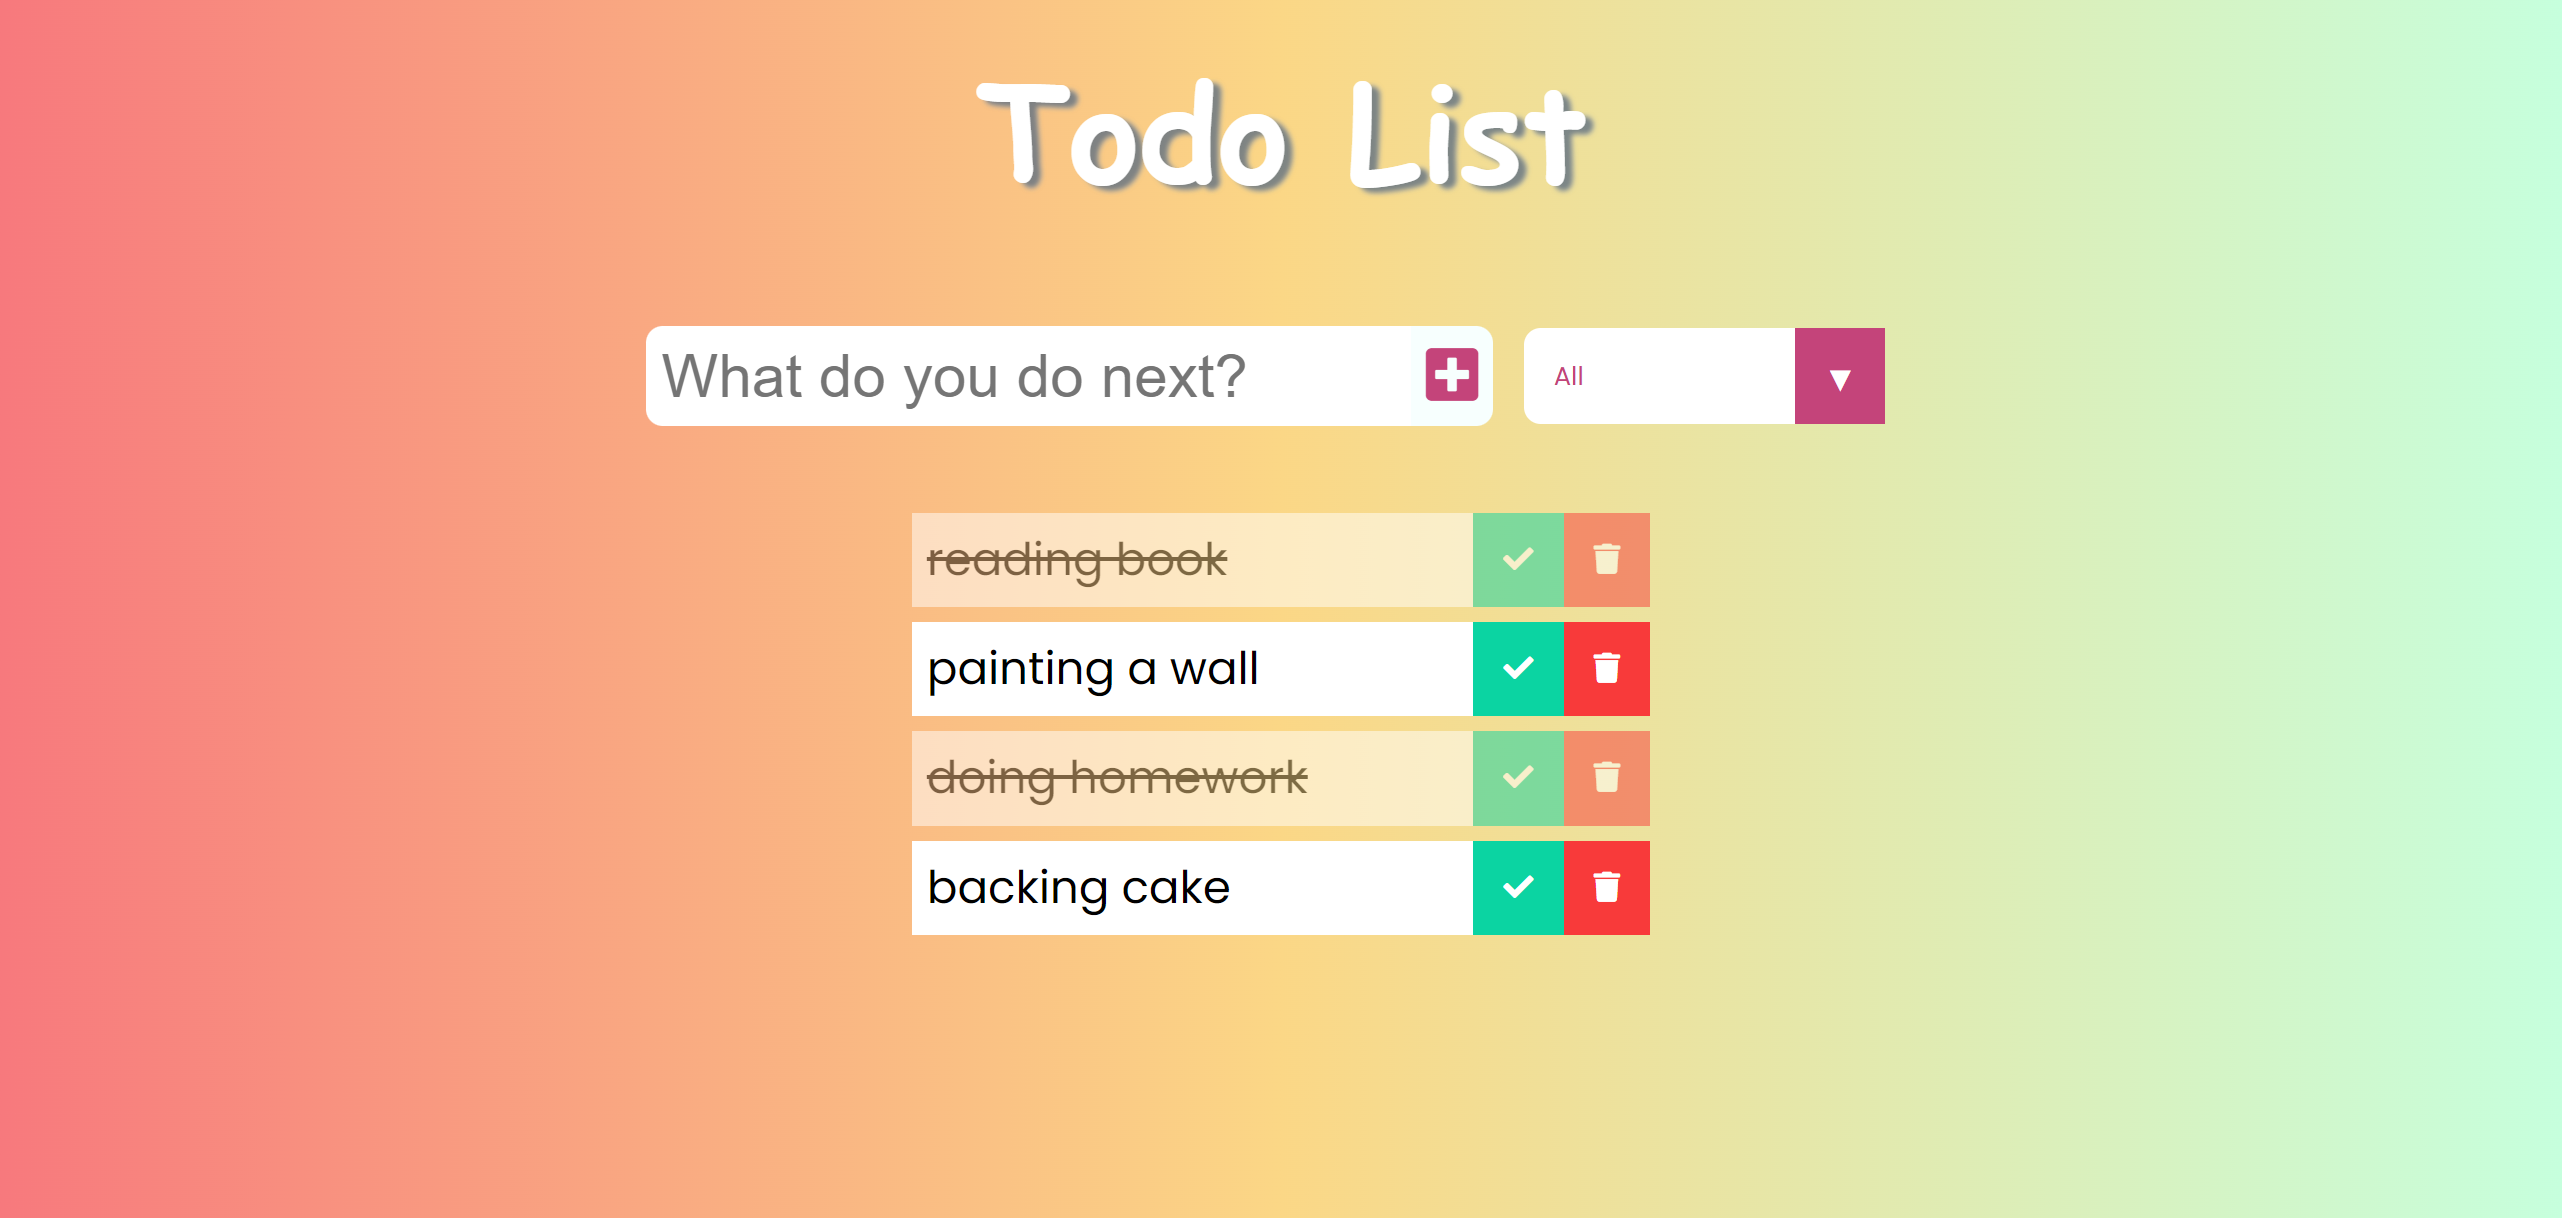 Todo List
What do you do next?
All
reading book
painting a wall
doing homework
backing cake